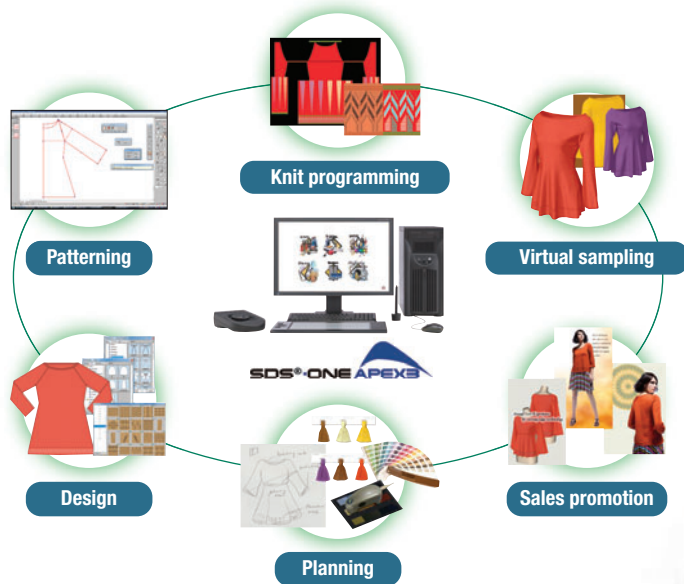 Knit programming
Patterning
Virtual sampling
SDS®-ONE APEX3
Design
Sales promotion
Planning